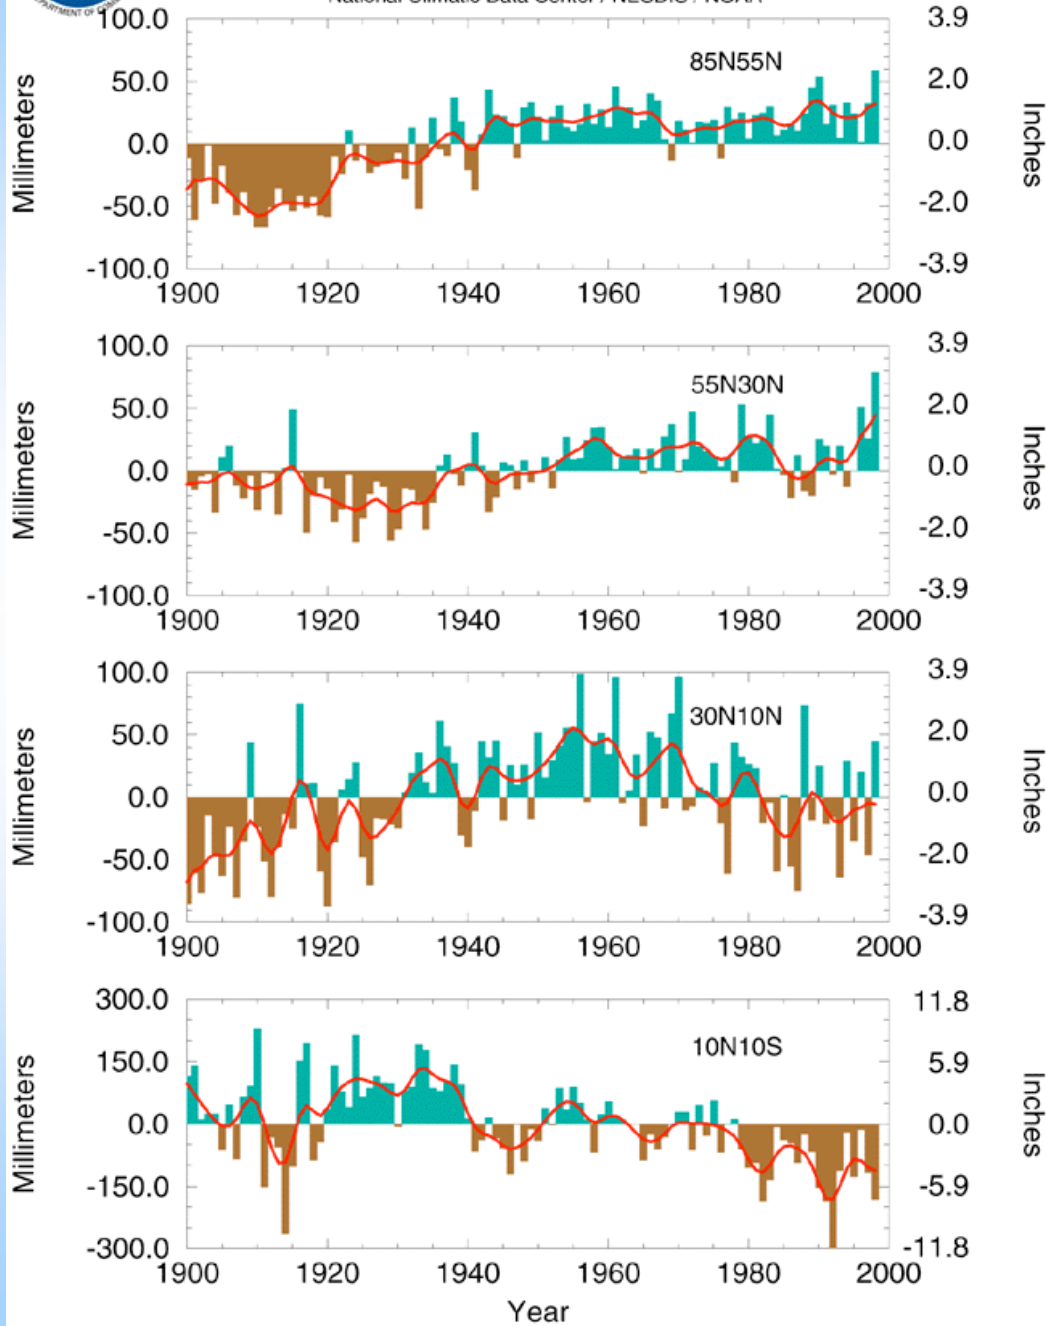 National Climatic Data Center / NESDIS / NOAA
100.0 3.9
85N55N
50.0 2.0
0.0 0.0
-50.0 -2.0
-100.0 -3.9
Millimeters
Inches
1900 1920 1940 1960 1980 2000
100.0 3.9
55N30N
50.0 2.0
0.0 0.0
-50.0 -2.0
-100.0 -3.9
Millimeters
Inches
1900 1920 1940 1960 1980 2000
100.0 3.9
30N10N
50.0 2.0
0.0 0.0
-50.0 -2.0
-100.0 -3.9
Millimeters
Inches
1900 1920 1940 1960 1980 2000
300.0 11.8
10N10S
150.0 5.9
0.0 0.0
-150.0 -5.9
-300.0 -11.8
Millimeters
Inches
1900 1920 1940 1960 1980 2000
Year